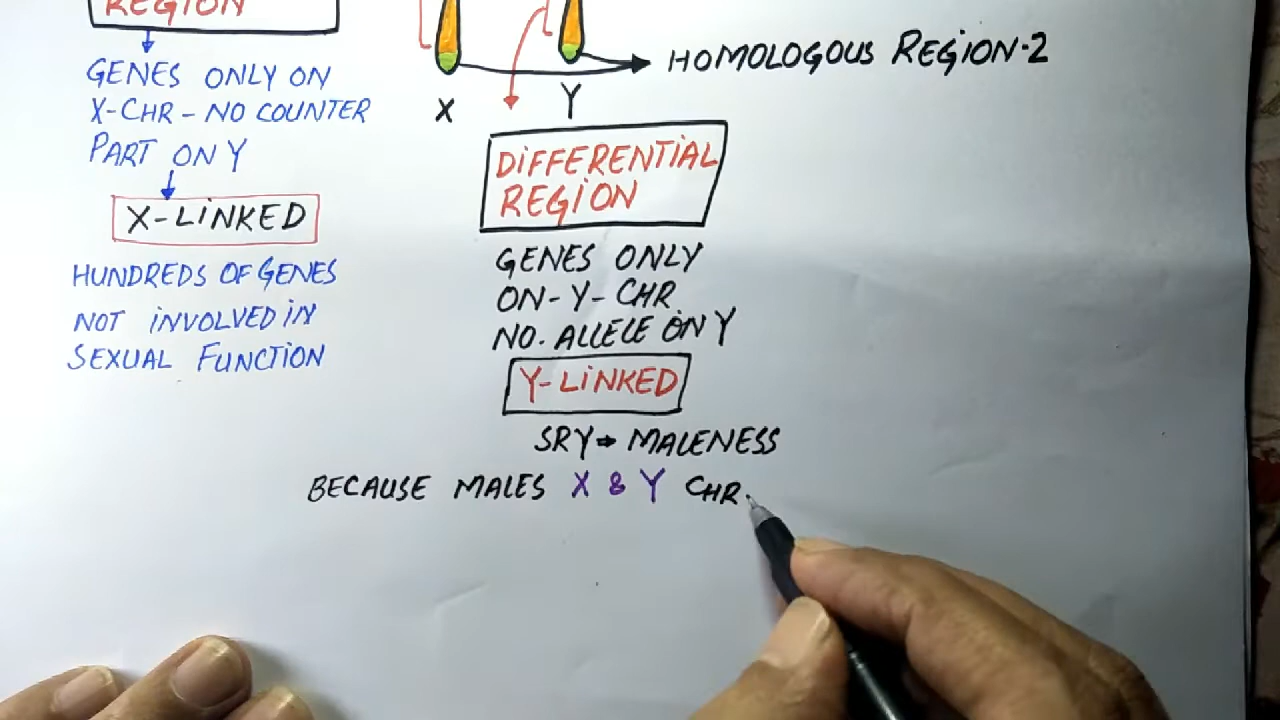 REGION
GENES ONLY ON
X-CHR - NO COUNTER
PART ON Y
X-LINKED
HUNDREDS OF GENES
NOT INVOLVED IN
SEXUAL FUNCTION
X
Y
HOMOLOGOUS REGION-2
DIFFERENTIAL
REGION
GENES ONLY
ON-Y-CHR
NO. ALLELE ON Y
Y-LINKED
SRY → MALENESS
BECAUSE MALES X & Y CHR.